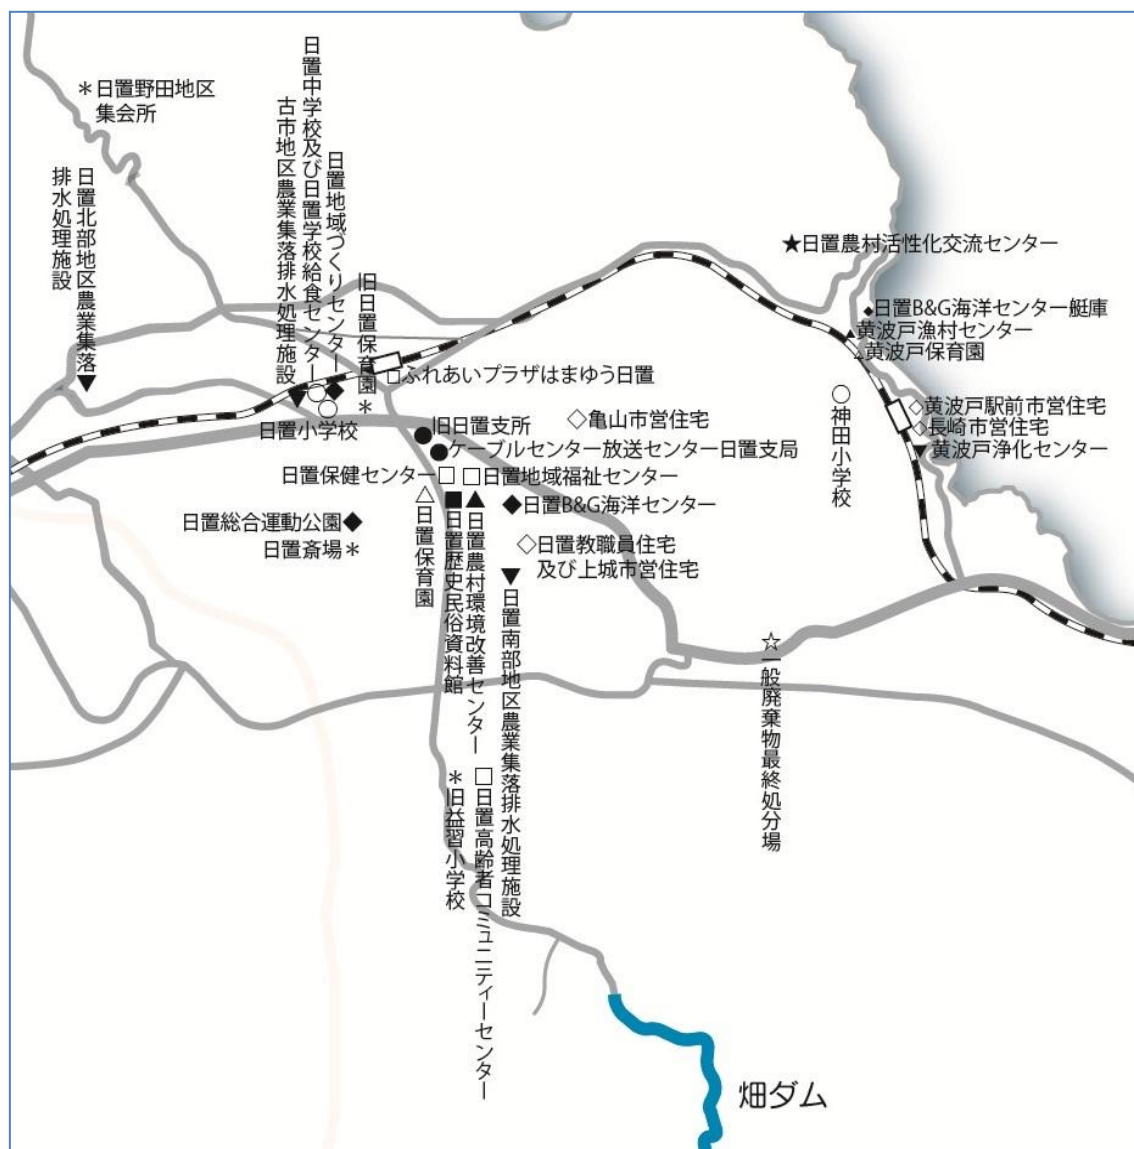 ＊日置野田地区
集会所
日置中学校及び日置学校給食センター
古市地区農業集落排水処理施設
日置地域づくりセンター
旧日置保育園＊
日置北部地区農業集落
排水処理施設
★日置農村活性化交流センター
◆日置B&G海洋センター艇庫
▲黄波戸漁村センター
△黄波戸保育園
□ふれあいプラザはまゆう日置
○神田小学校
◇黄波戸駅前市営住宅
◇長崎市営住宅
▼黄波戸浄化センター
日置小学校
●旧日置支所
◇亀山市営住宅
●ケーブルセンター放送センター日置支局
日置保健センター□
□日置地域福祉センター
△日置保育園
■日置歴史民俗資料館
▲日置農村環境改善センター
◆日置B&G海洋センター
日置総合運動公園◆
日置斎場＊
◇日置教職員住宅
及び上城市営住宅
▼日置南部地区農業集落排水処理施設
☆一般廃棄物最終処分場
＊旧益習小学校
□日置高齢者コミュニティーセンター
畑ダム